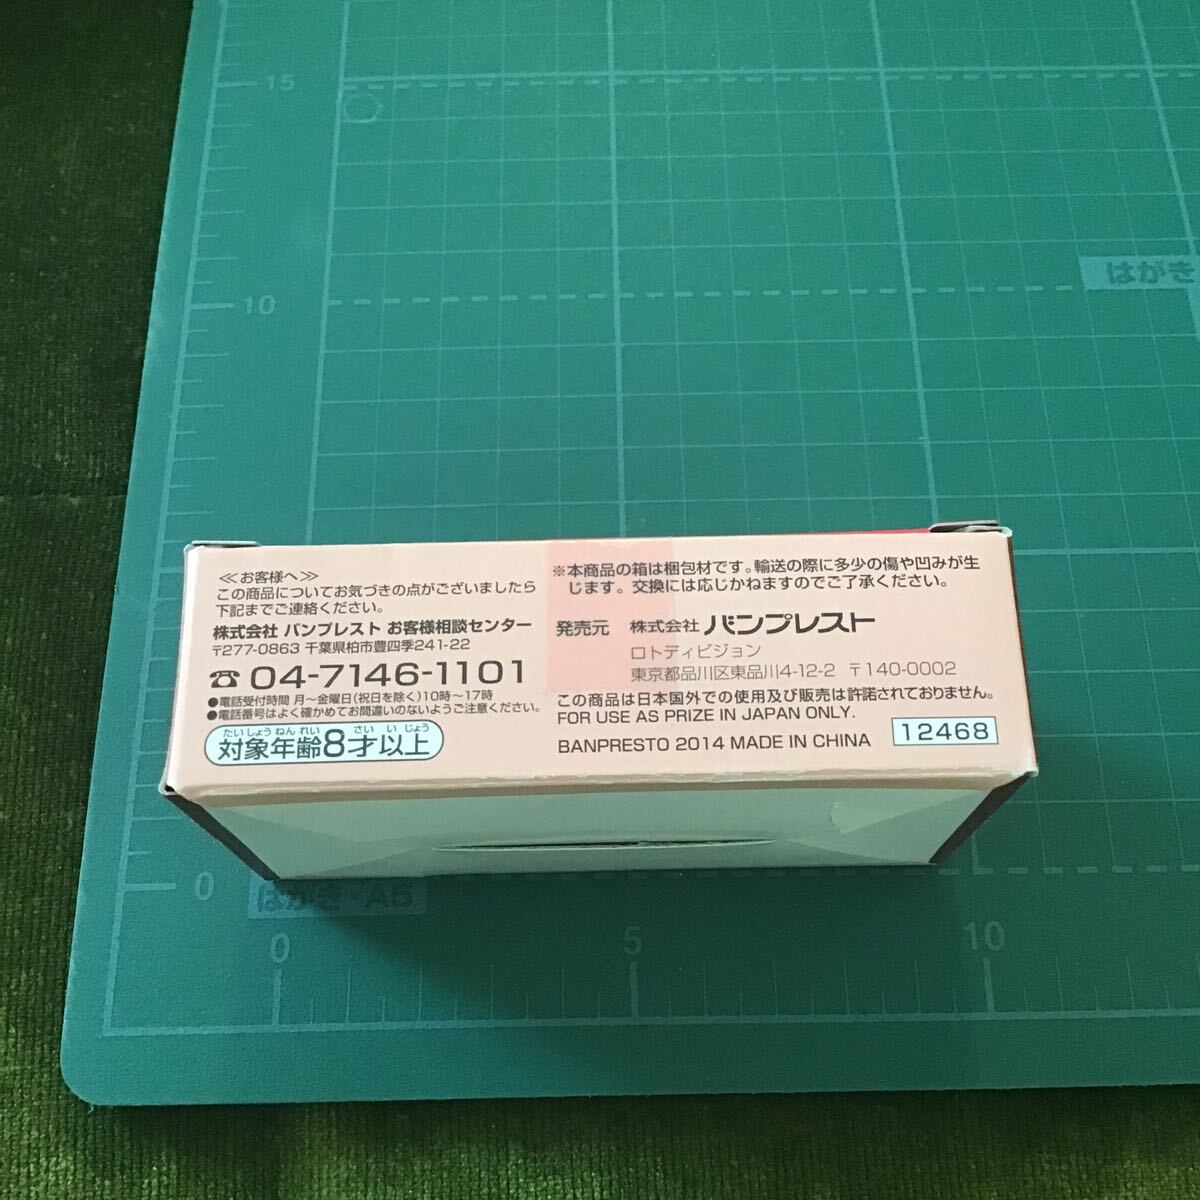 15
10
はがき
≪お客様へ≫
この商品についてお気づきの点がございましたら
下記までご連絡ください。
株式会社 バンプレスト お客様相談センター
〒277-0863 千葉県柏市豊四季241-22
☎ 04-7146-1101
●電話受付時間 月～金曜日(祝日を除く)10時～17時
●電話番号はよく確かめてお間違いのないようご注意ください。
たいしょうねんれい さい いじょう
対象年齢8才以上
※本商品の箱は梱包材です。輸送の際に多少の傷や凹みが生
じます。交換には応じかねますのでご了承ください。
発売元 株式会社 バンプレスト
ロトディビジョン
東京都品川区東品川4-12-2 〒140-0002
この商品は日本国外での使用及び販売は許諾されておりません。
FOR USE AS PRIZE IN JAPAN ONLY.
BANPRESTO 2014 MADE IN CHINA 12468
0
はがき・A6
0 5 10